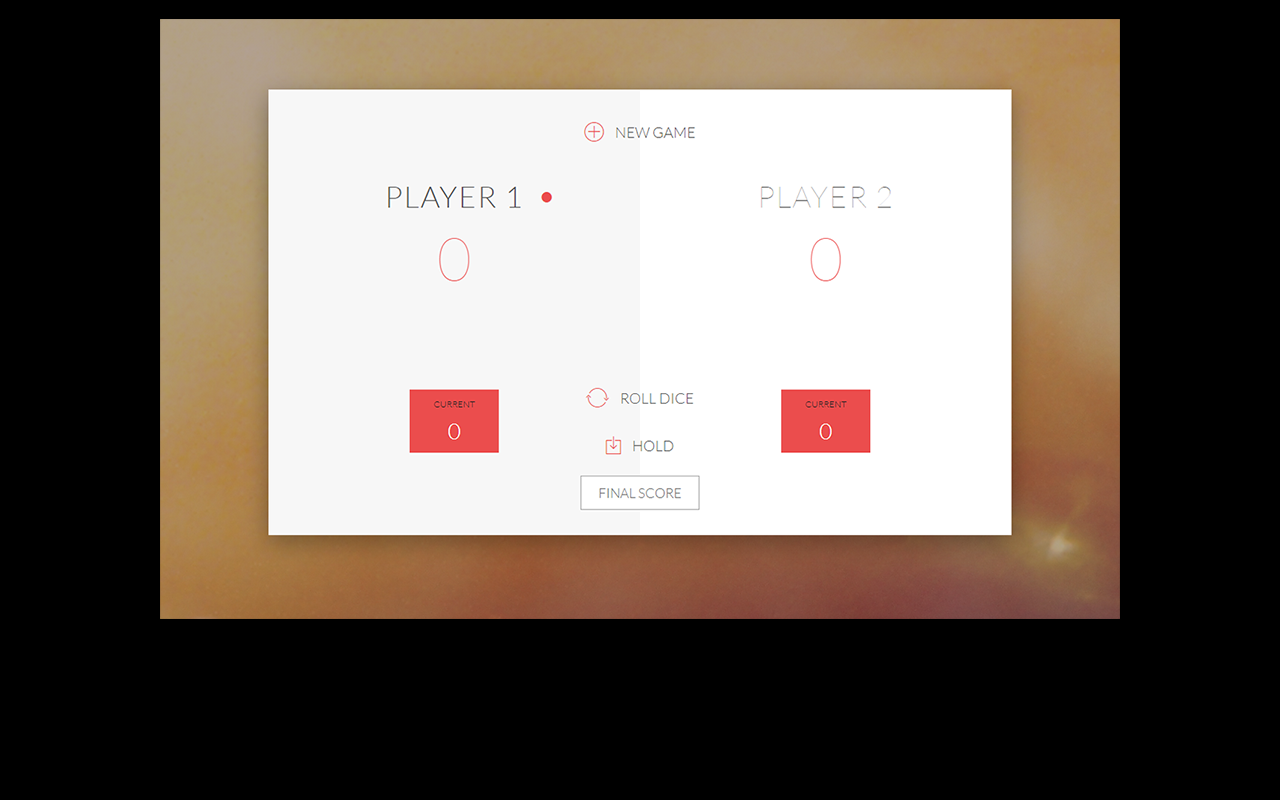 NEW GAME
PLAYER 1
PLAYER 2
0
0
ROLL DICE
CURRENT
0
CURRENT
0
HOLD
FINAL SCORE